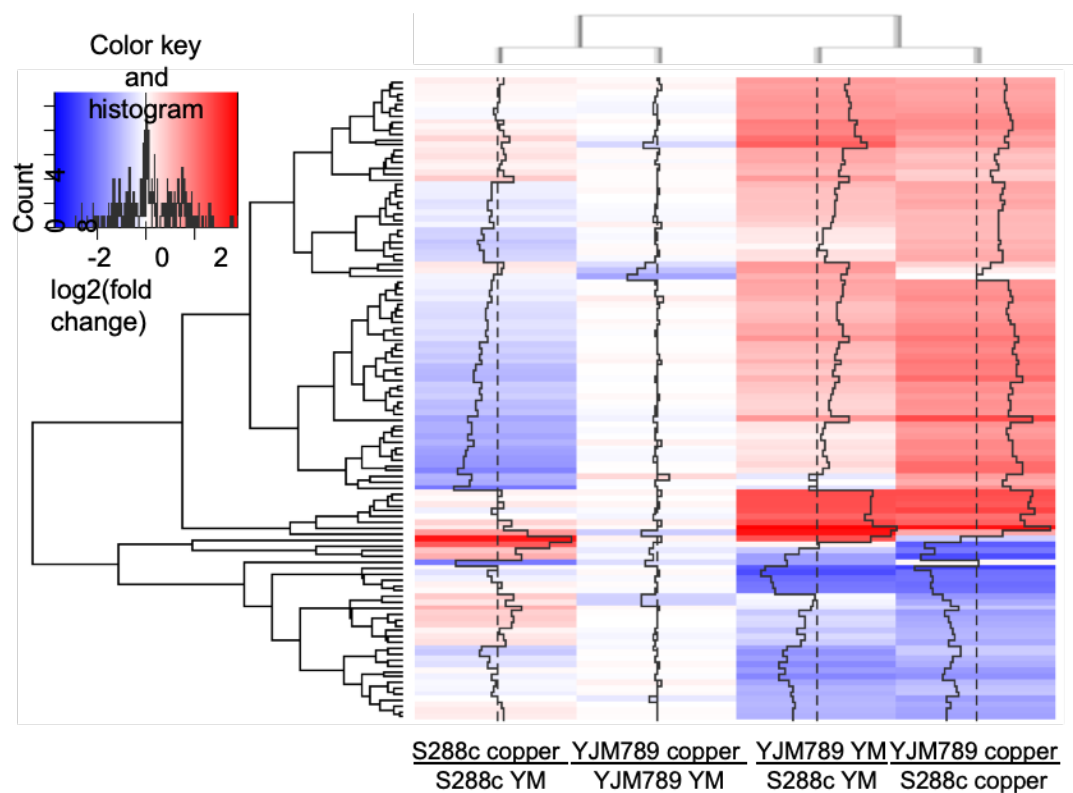 Color key
and
histogram
Count
0 4 8
-2 0 2
log2(fold
change)
S288c copper YJM789 copper YJM789 YM YJM789 copper
S288c YM YJM789 YM S288c YM S288c copper